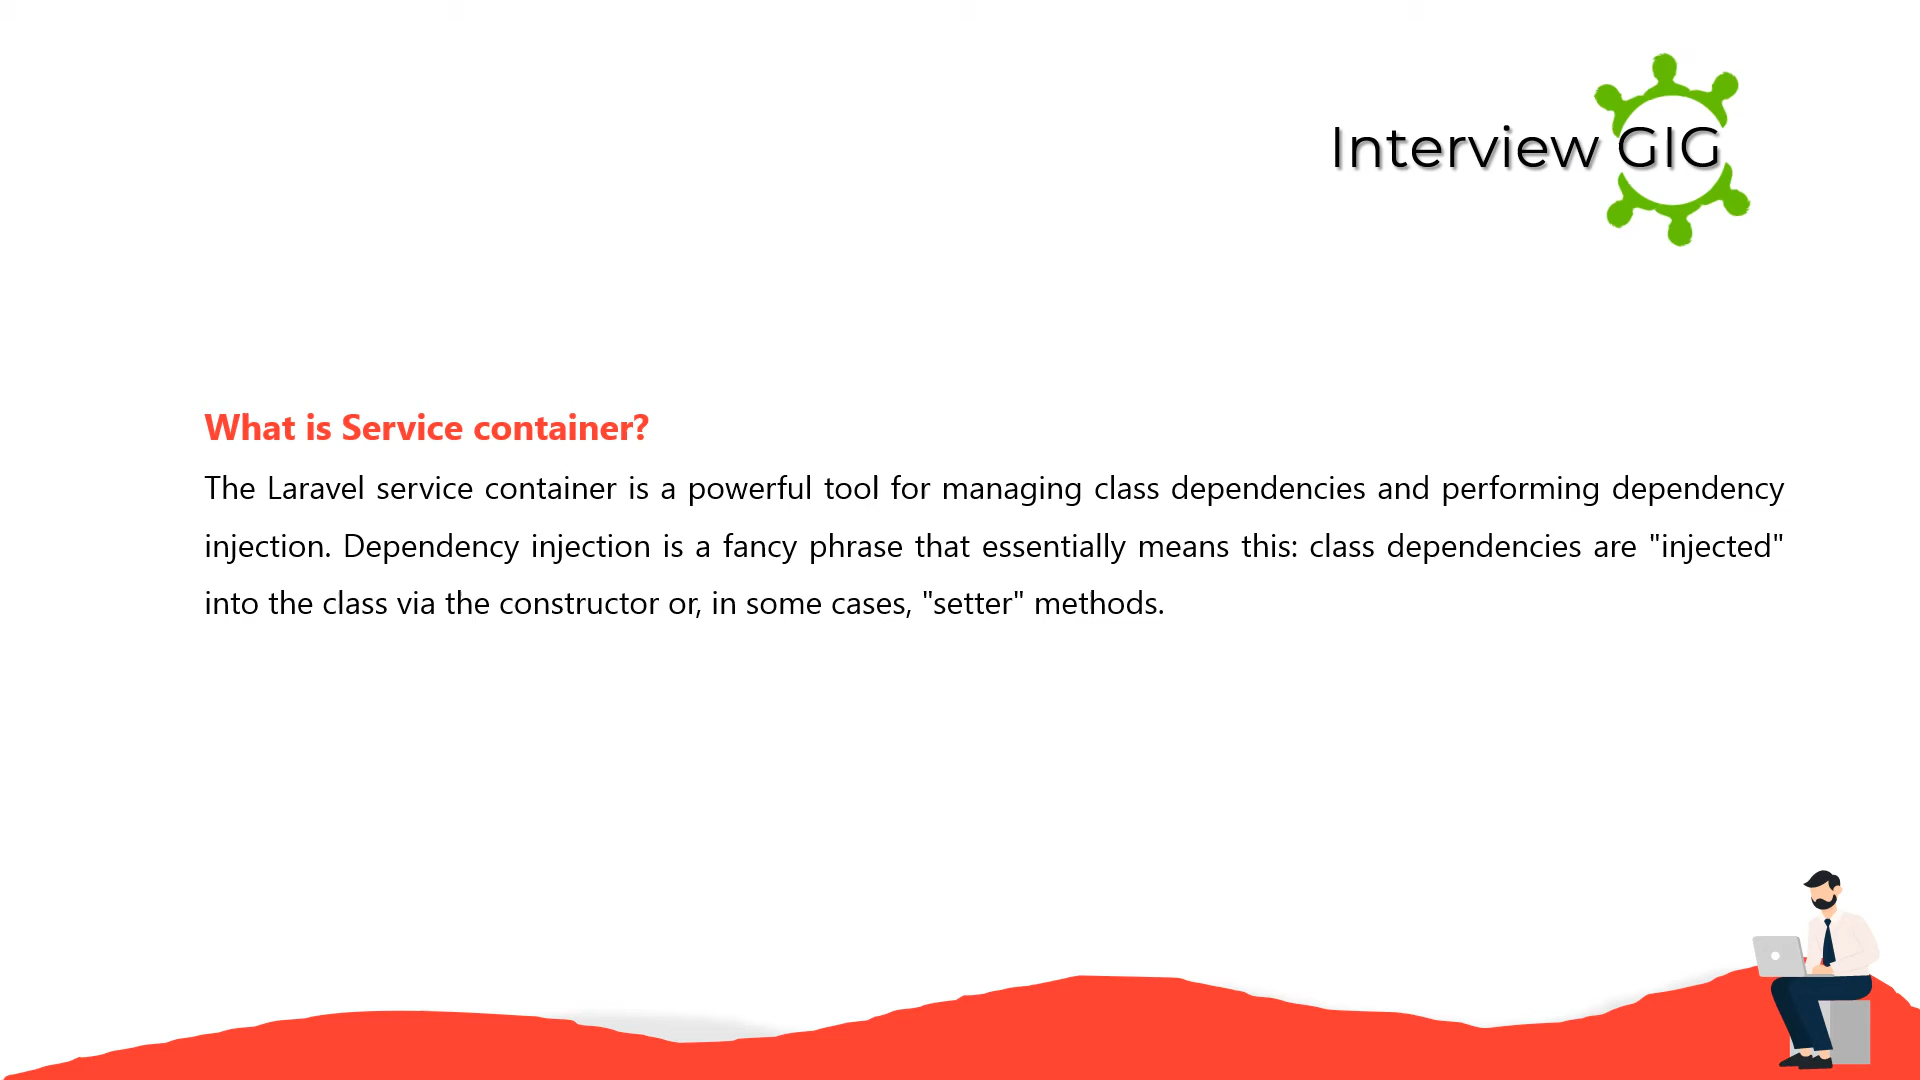 Interview GIG
What is Service container?
The Laravel service container is a powerful tool for managing class dependencies and performing dependency
injection. Dependency injection is a fancy phrase that essentially means this: class dependencies are "injected"
into the class via the constructor or, in some cases, "setter" methods.